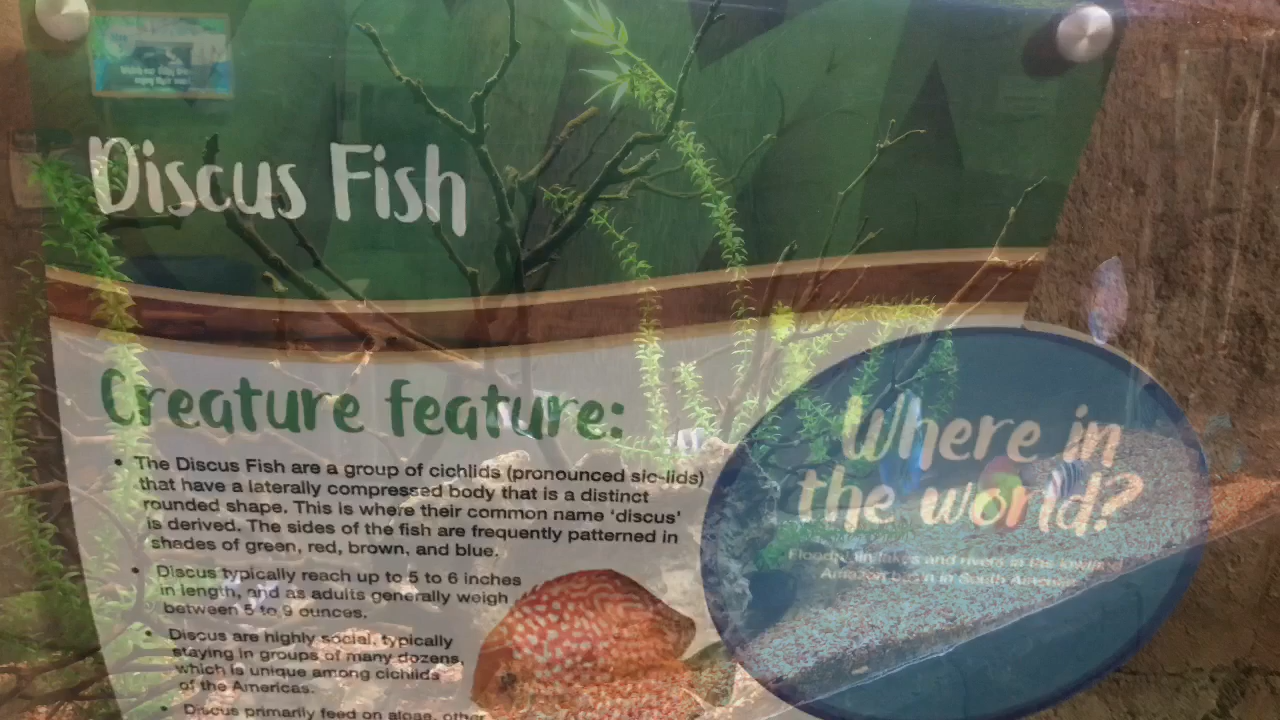 Discus Fish
Creature feature:
• The Discus Fish are a group of cichlids (pronounced sic-lids)
that have a laterally compressed body that is a distinct
rounded shape. This is where their common name 'discus'
is derived. The sides of the fish are frequently patterned in
shades of green, red, brown, and blue.
• Discus typically reach up to 5 to 6 inches
in length, and as adults generally weigh
between 5 to 9 ounces.
• Discus are highly social, typically
staying in groups of many dozens,
which is unique among cichlids
of the Americas.
• Discus primarily feed on algae, other
Where in
the world?
lakes and rivers in the
Amazon basin in South America